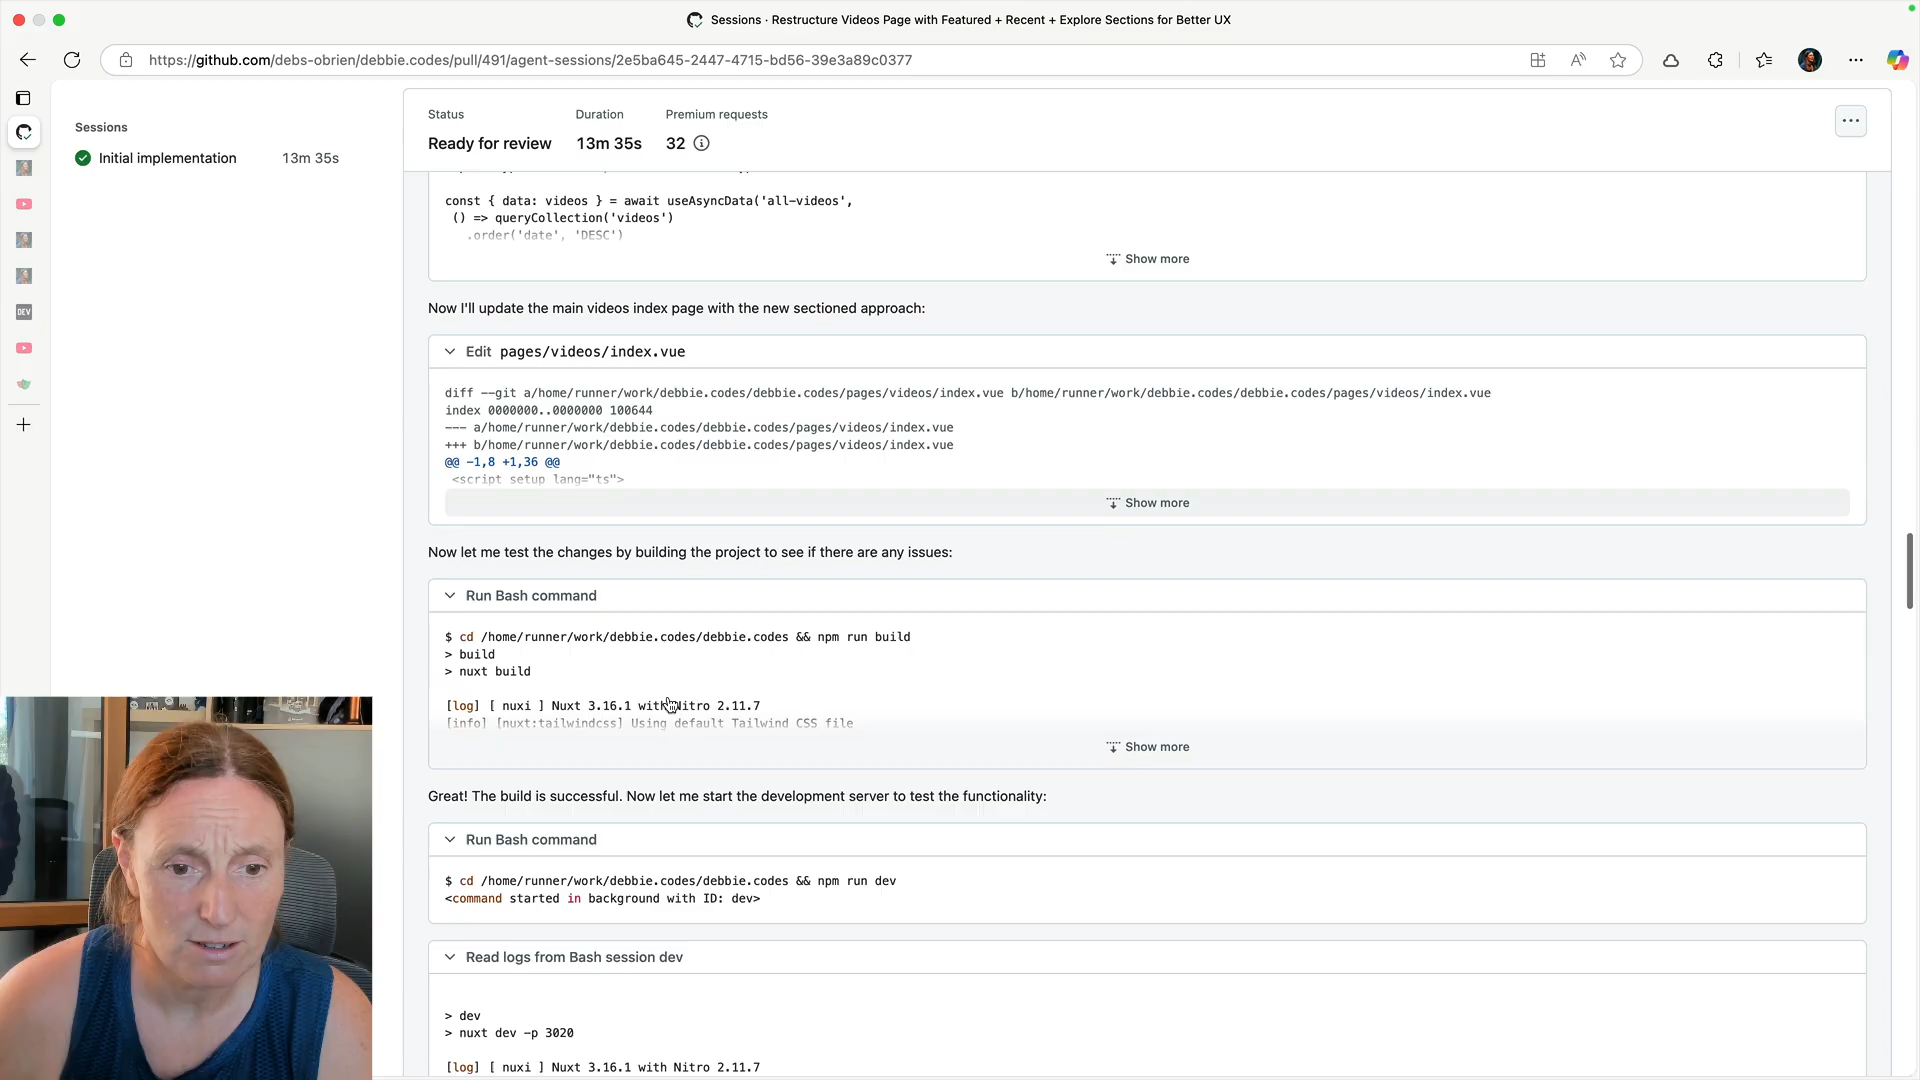 Sessions · Restructure Videos Page with Featured + Recent + Explore Sections for Better UX
https://github.com/debs-obrien/debbie.codes/pull/491/agent-sessions/2e5ba645-2447-4715-bd56-39e3a89c0377
Sessions
Initial implementation 13m 35s
Status Duration Premium requests
Ready for review 13m 35s 32
const { data: videos } = await useAsyncData('all-videos',
() => queryCollection('videos')
.order('date', 'DESC')
Show more
Now I'll update the main videos index page with the new sectioned approach:
Edit pages/videos/index.vue
diff --git a/home/runner/work/debbie.codes/debbie.codes/pages/videos/index.vue b/home/runner/work/debbie.codes/debbie.codes/pages/videos/index.vue
index 0000000..0000000 100644
--- a/home/runner/work/debbie.codes/debbie.codes/pages/videos/index.vue
+++ b/home/runner/work/debbie.codes/debbie.codes/pages/videos/index.vue
@@ -1,8 +1,36 @@
<script setup lang="ts">
Show more
Now let me test the changes by building the project to see if there are any issues:
Run Bash command
$ cd /home/runner/work/debbie.codes/debbie.codes && npm run build
> build
> nuxt build
[log] [ nuxi ] Nuxt 3.16.1 with Nitro 2.11.7
[info] [nuxt:tailwindcss] Using default Tailwind CSS file
Show more
Great! The build is successful. Now let me start the development server to test the functionality:
Run Bash command
$ cd /home/runner/work/debbie.codes/debbie.codes && npm run dev
<command started in background with ID: dev>
Read logs from Bash session dev
> dev
> nuxt dev -p 3020
[log] [ nuxi ] Nuxt 3.16.1 with Nitro 2.11.7
DEV